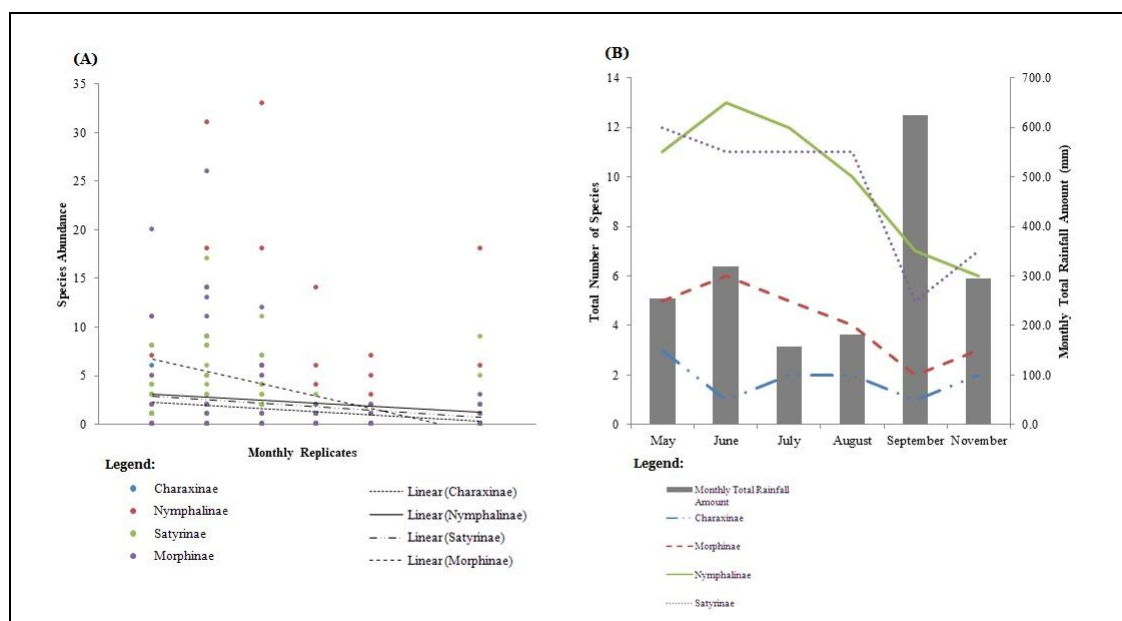 (A)
35
30
25
20
15
10
5
0
Species Abundance
Monthly Replicates
Legend:
Charaxinae
Nymphalinae
Satyrinae
Morphinae
Linear (Charaxinae)
Linear (Nymphalinae)
Linear (Satyrinae)
Linear (Morphinae)
(B)
14
12
10
8
6
4
2
0
Total Number of Species
700.0
600.0
500.0
400.0
300.0
200.0
100.0
0.0
Monthly Total Rainfall Amount (mm)
May June July August September November
Legend:
Monthly Total Rainfall
Amount
Charaxinae
Morphinae
Nymphalinae
Satyrinae